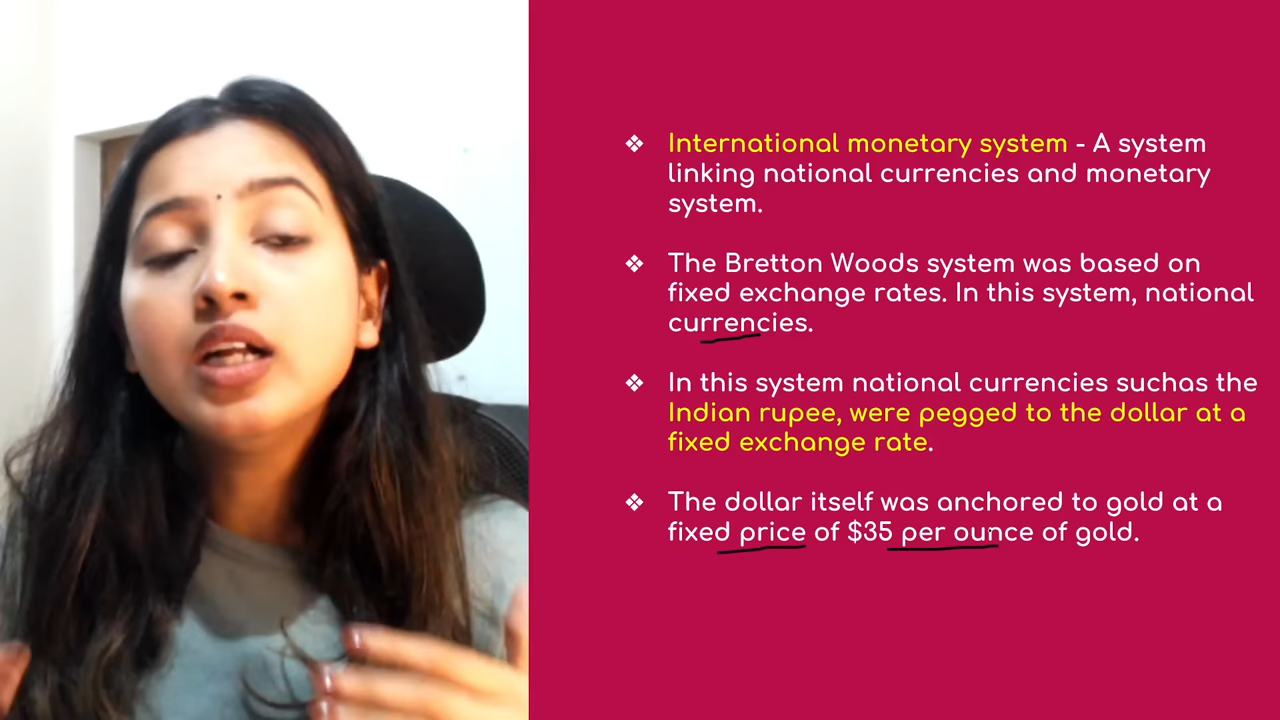 ❖ International monetary system - A system
linking national currencies and monetary
system.
❖ The Bretton Woods system was based on
fixed exchange rates. In this system, national
currencies.
❖ In this system national currencies suchas the
Indian rupee, were pegged to the dollar at a
fixed exchange rate.
❖ The dollar itself was anchored to gold at a
fixed price of $35 per ounce of gold.